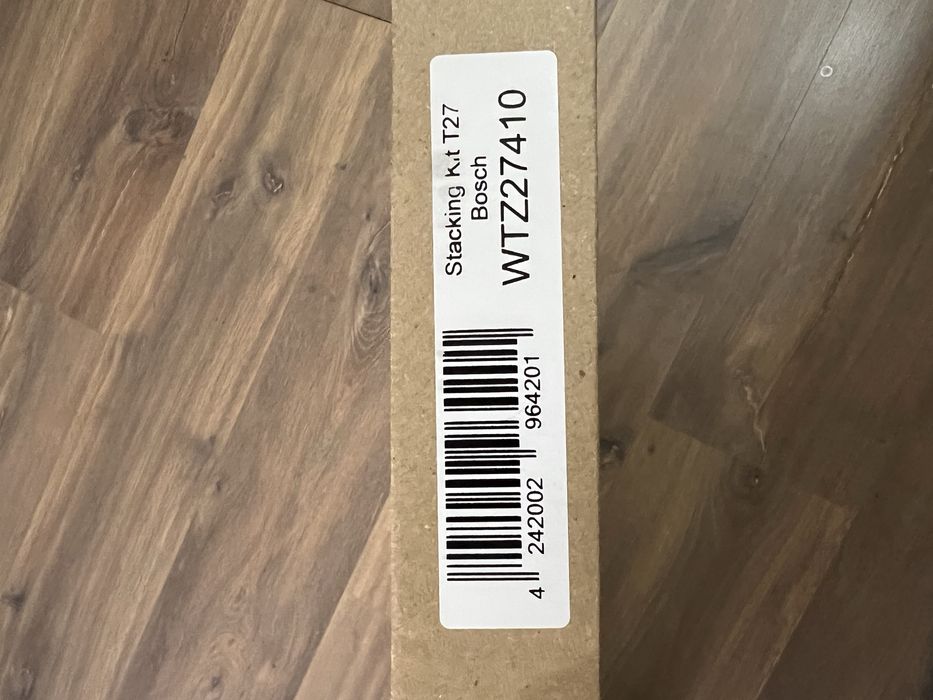 Stacking Kit T27
Bosch
WTZ27410
4 242002 964201